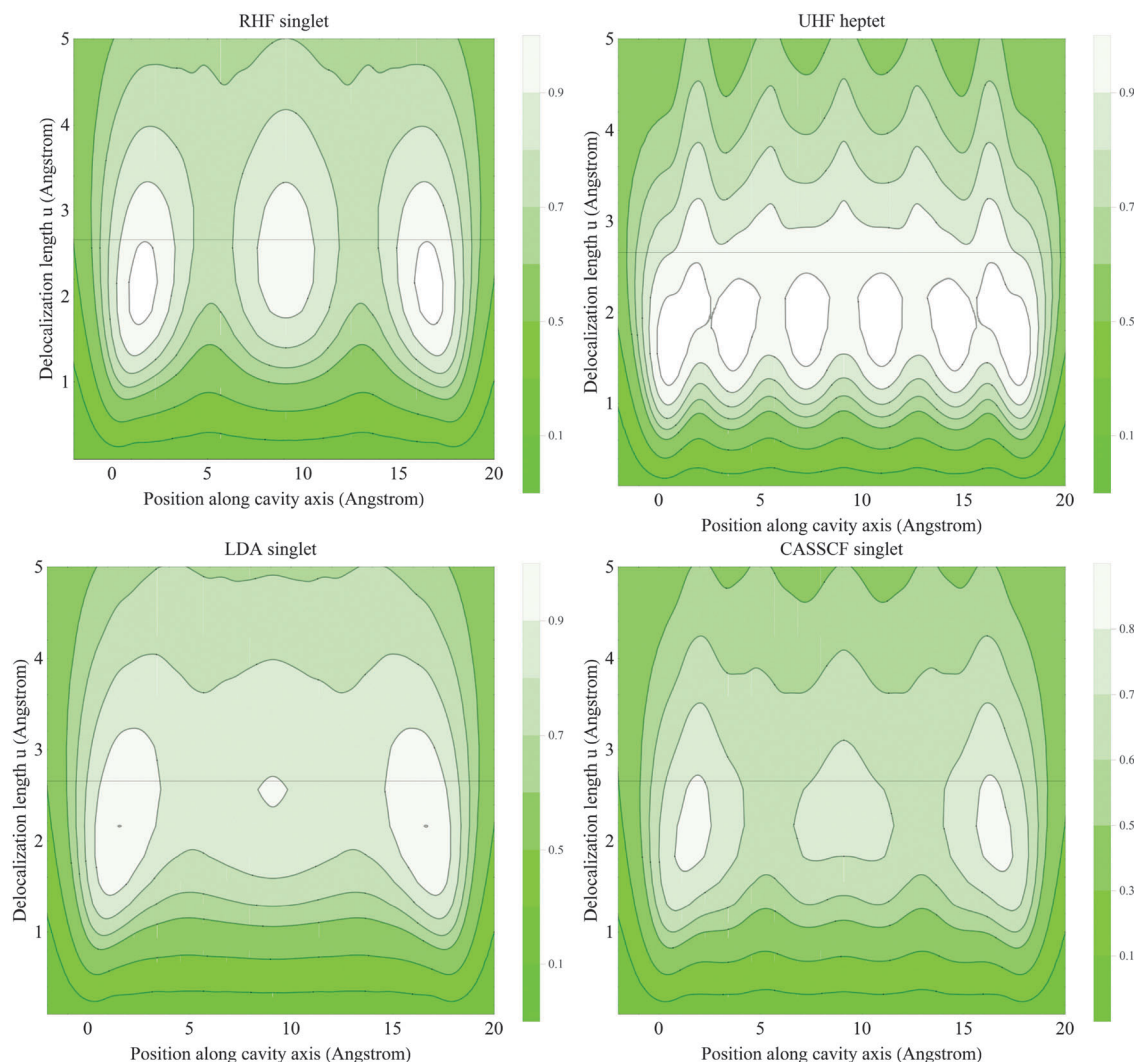 RHF singlet
5
4
3
2
1
0 5 10 15 20
Delocalization length u (Angstrom)
Position along cavity axis (Angstrom)
0.9
0.7
0.5
0.1
UHF heptet
5
4
3
2
1
0 5 10 15 20
Delocalization length u (Angstrom)
Position along cavity axis (Angstrom)
0.9
0.7
0.5
0.1
LDA singlet
5
4
3
2
1
0 5 10 15 20
Delocalization length u (Angstrom)
Position along cavity axis (Angstrom)
0.9
0.7
0.5
0.1
CASSCF singlet
5
4
3
2
1
0 5 10 15 20
Delocalization length u (Angstrom)
Position along cavity axis (Angstrom)
0.8
0.7
0.6
0.5
0.3
0.1